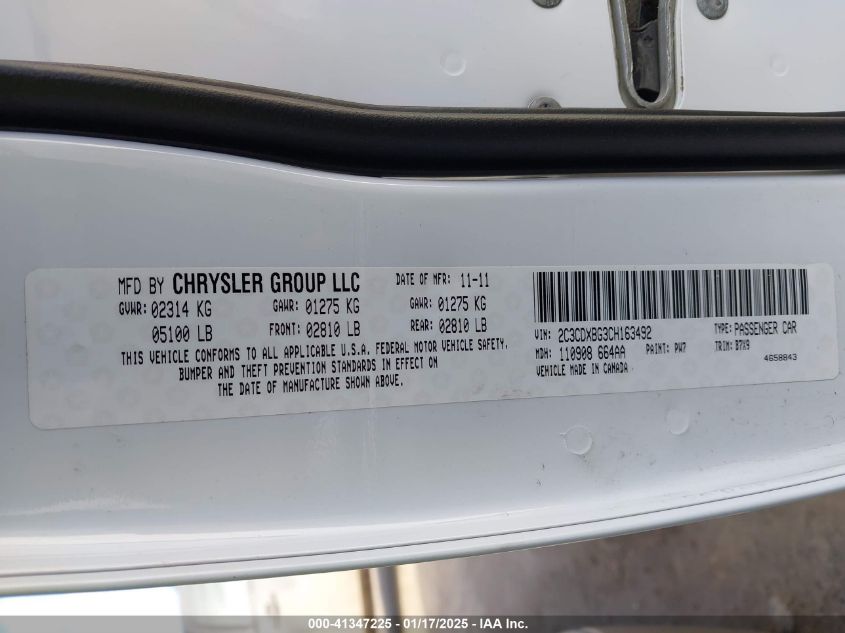 MFD BY CHRYSLER GROUP LLC DATE OF MFR: 11-11
GVWR: 02314 KG GAWR: 01275 KG GAWR: 01275 KG
05100 LB FRONT: 02810 LB REAR: 02810 LB
THIS VEHICLE CONFORMS TO ALL APPLICABLE U.S.A. FEDERAL MOTOR VEHICLE SAFETY,
BUMPER AND THEFT PREVENTION STANDARDS IN EFFECT ON
THE DATE OF MANUFACTURE SHOWN ABOVE.
VIN: 2C3CDXBG3CH163492 TYPE: PASSENGER CAR
MDH: 110908 664AA PAINT: PW7 TRIM: B7X9
VEHICLE MADE IN CANADA 4658843
000-41347225 - 01/17/2025 - IAA Inc.